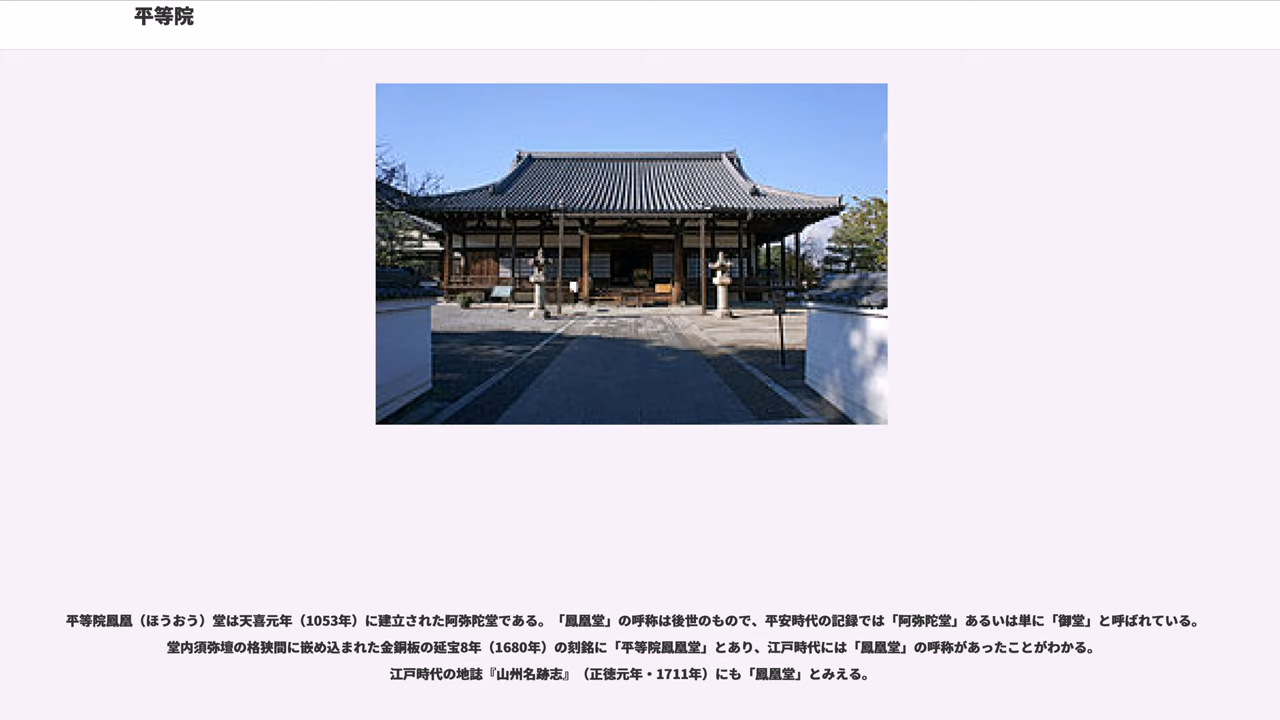 平等院
平等院鳳凰（ほうおう）堂は天喜元年（1053年）に建立された阿弥陀堂である。「鳳凰堂」の呼称は後世のもので、平安時代の記録では「阿弥陀堂」あるいは単に「御堂」と呼ばれている。
堂内須弥壇の格狭間に嵌め込まれた金銅板の延宝8年（1680年）の刻銘に「平等院鳳凰堂」とあり、江戸時代には「鳳凰堂」の呼称があったことがわかる。
江戸時代の地誌『山州名跡志』（正徳元年・1711年）にも「鳳凰堂」とみえる。